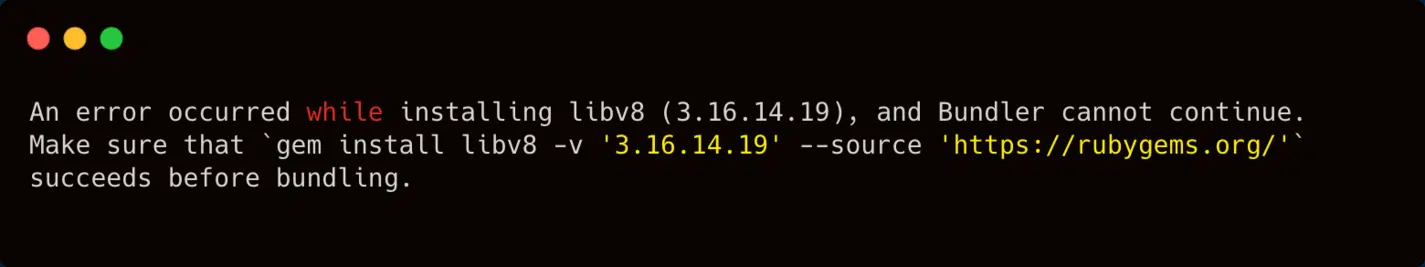 An error occurred while installing libv8 (3.16.14.19), and Bundler cannot continue.
Make sure that `gem install libv8 -v '3.16.14.19' --source 'https://rubygems.org/'`
succeeds before bundling.